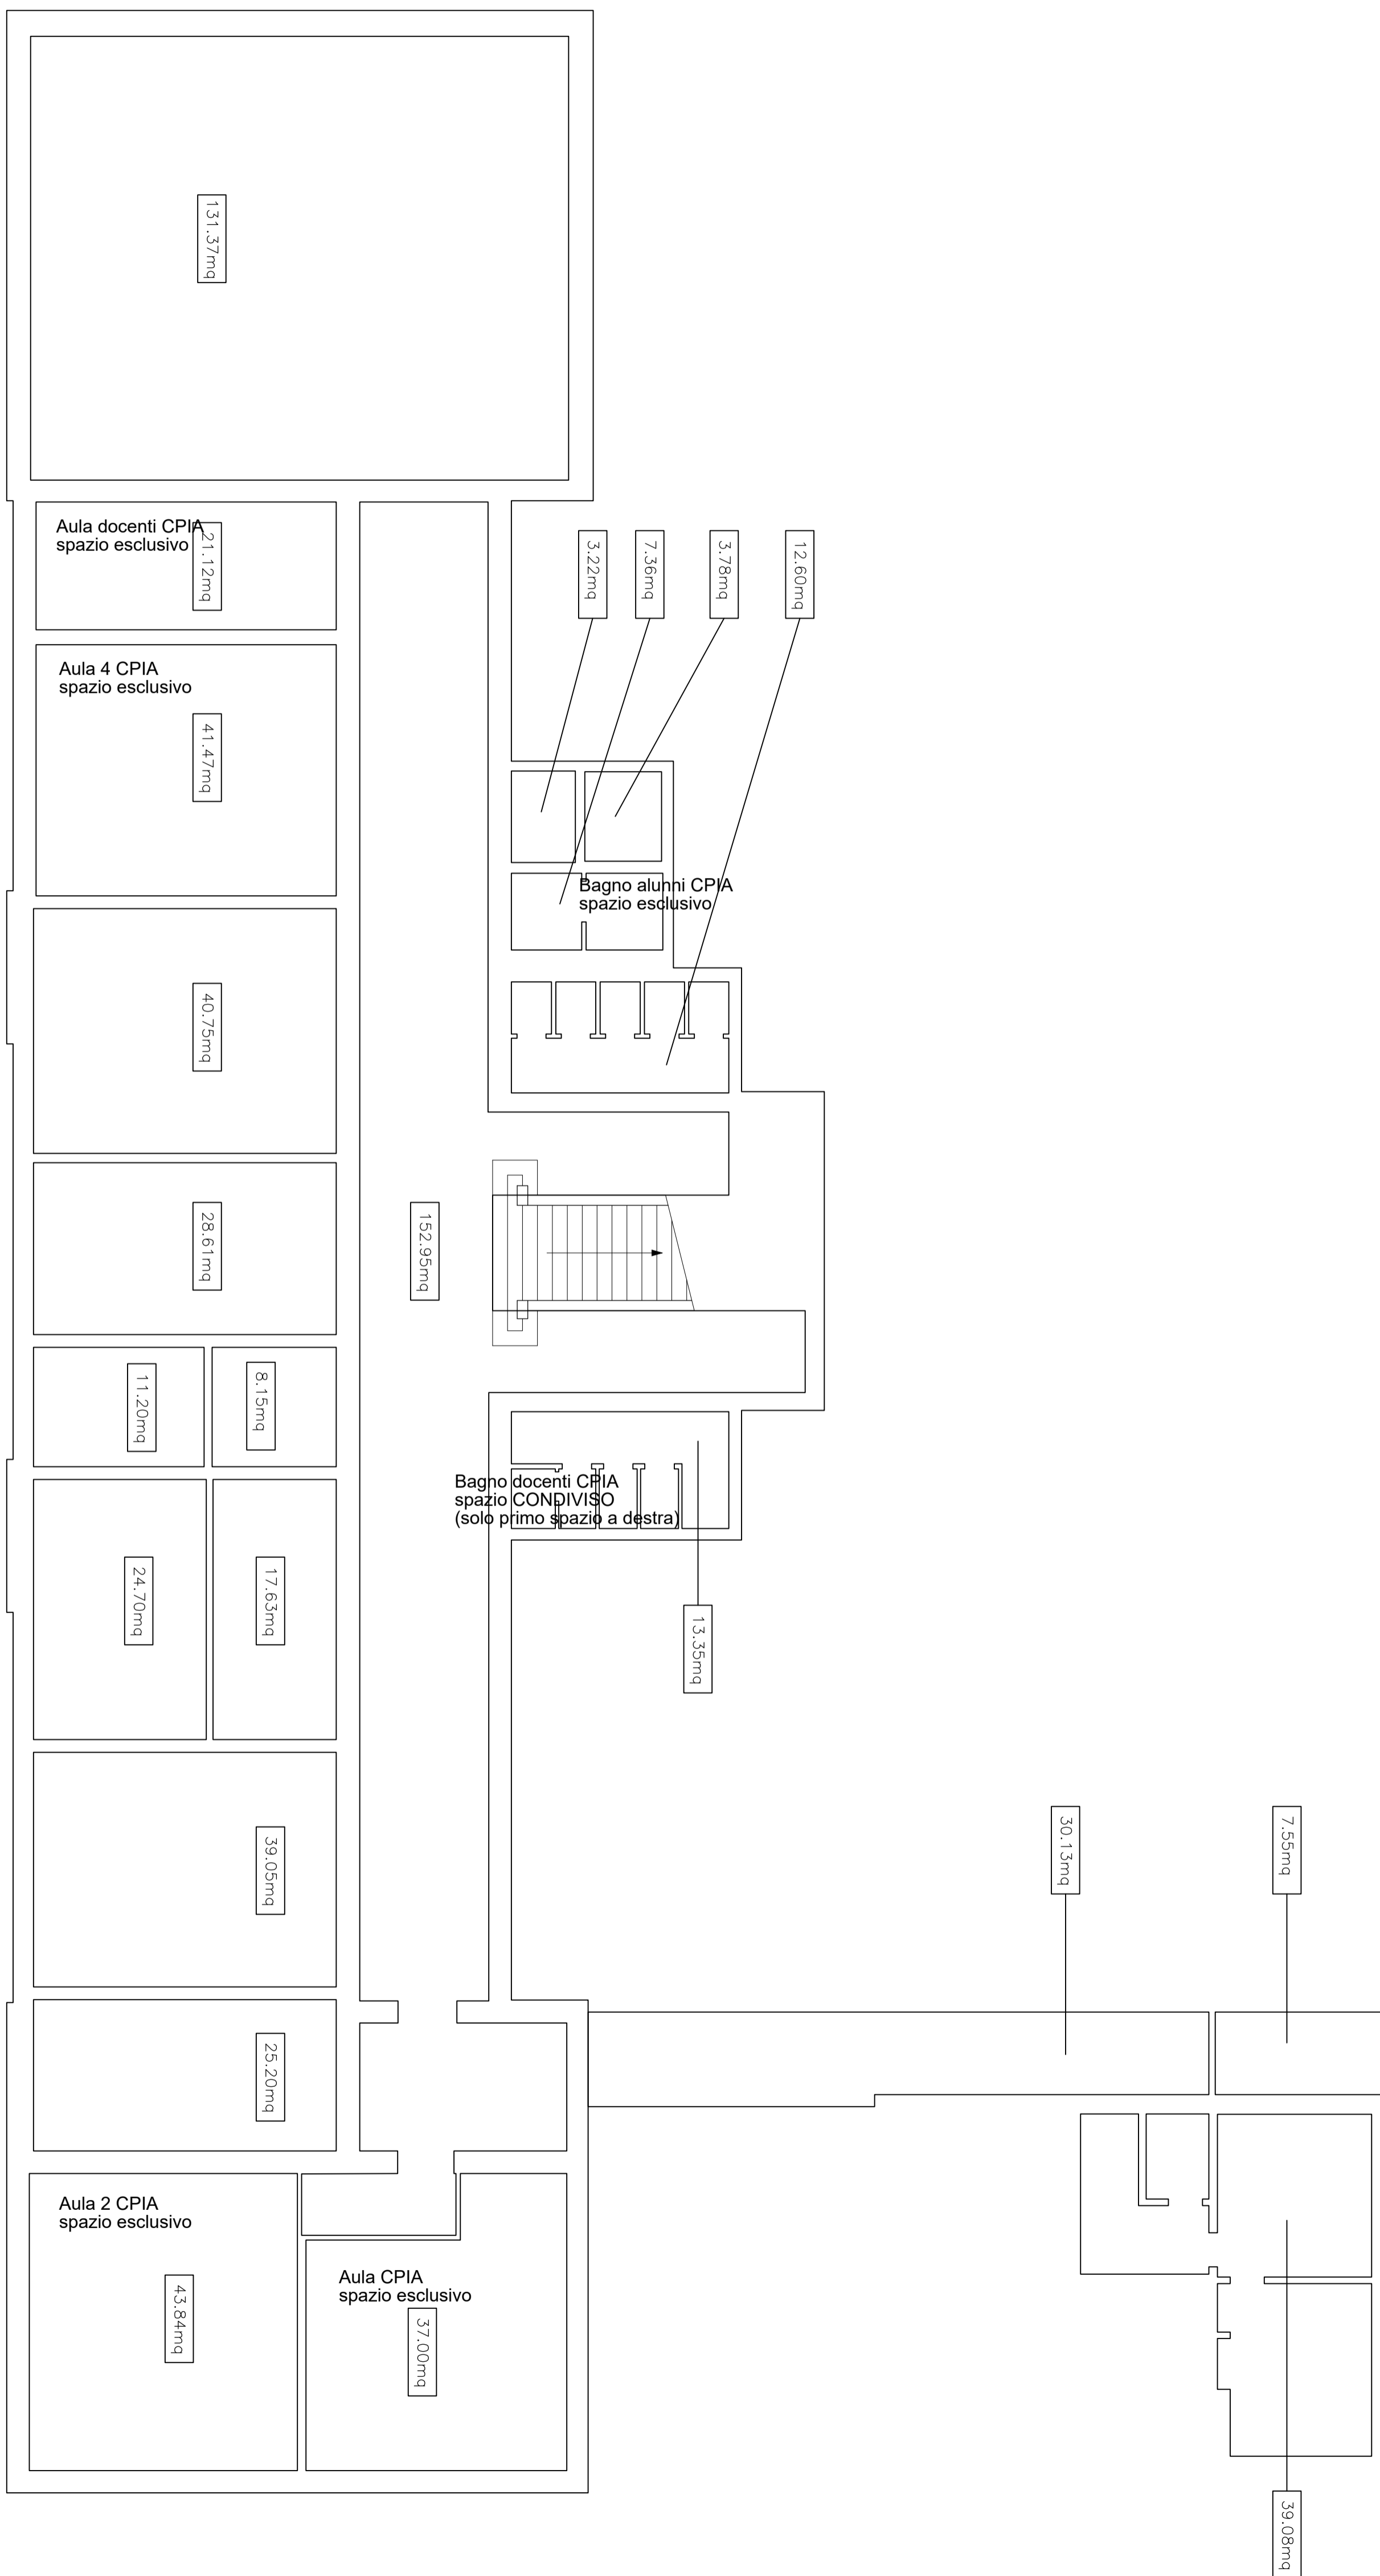 131.37mq
Aula docenti CPIA
spazio esclusivo
21.12mq
3.22mq
7.36mq
3.78mq
12.60mq
Aula 4 CPIA
spazio esclusivo
41.47mq
Bagno alunni CPIA
spazio esclusivo
40.75mq
28.61mq
152.95mq
11.20mq
8.15mq
Bagno docenti CPIA
spazio CONDIVISO
(solo primo spazio a destra)
24.70mq
17.63mq
13.35mq
39.05mq
30.13mq
7.55mq
25.20mq
Aula 2 CPIA
spazio esclusivo
43.84mq
Aula CPIA
spazio esclusivo
37.00mq
39.08mq